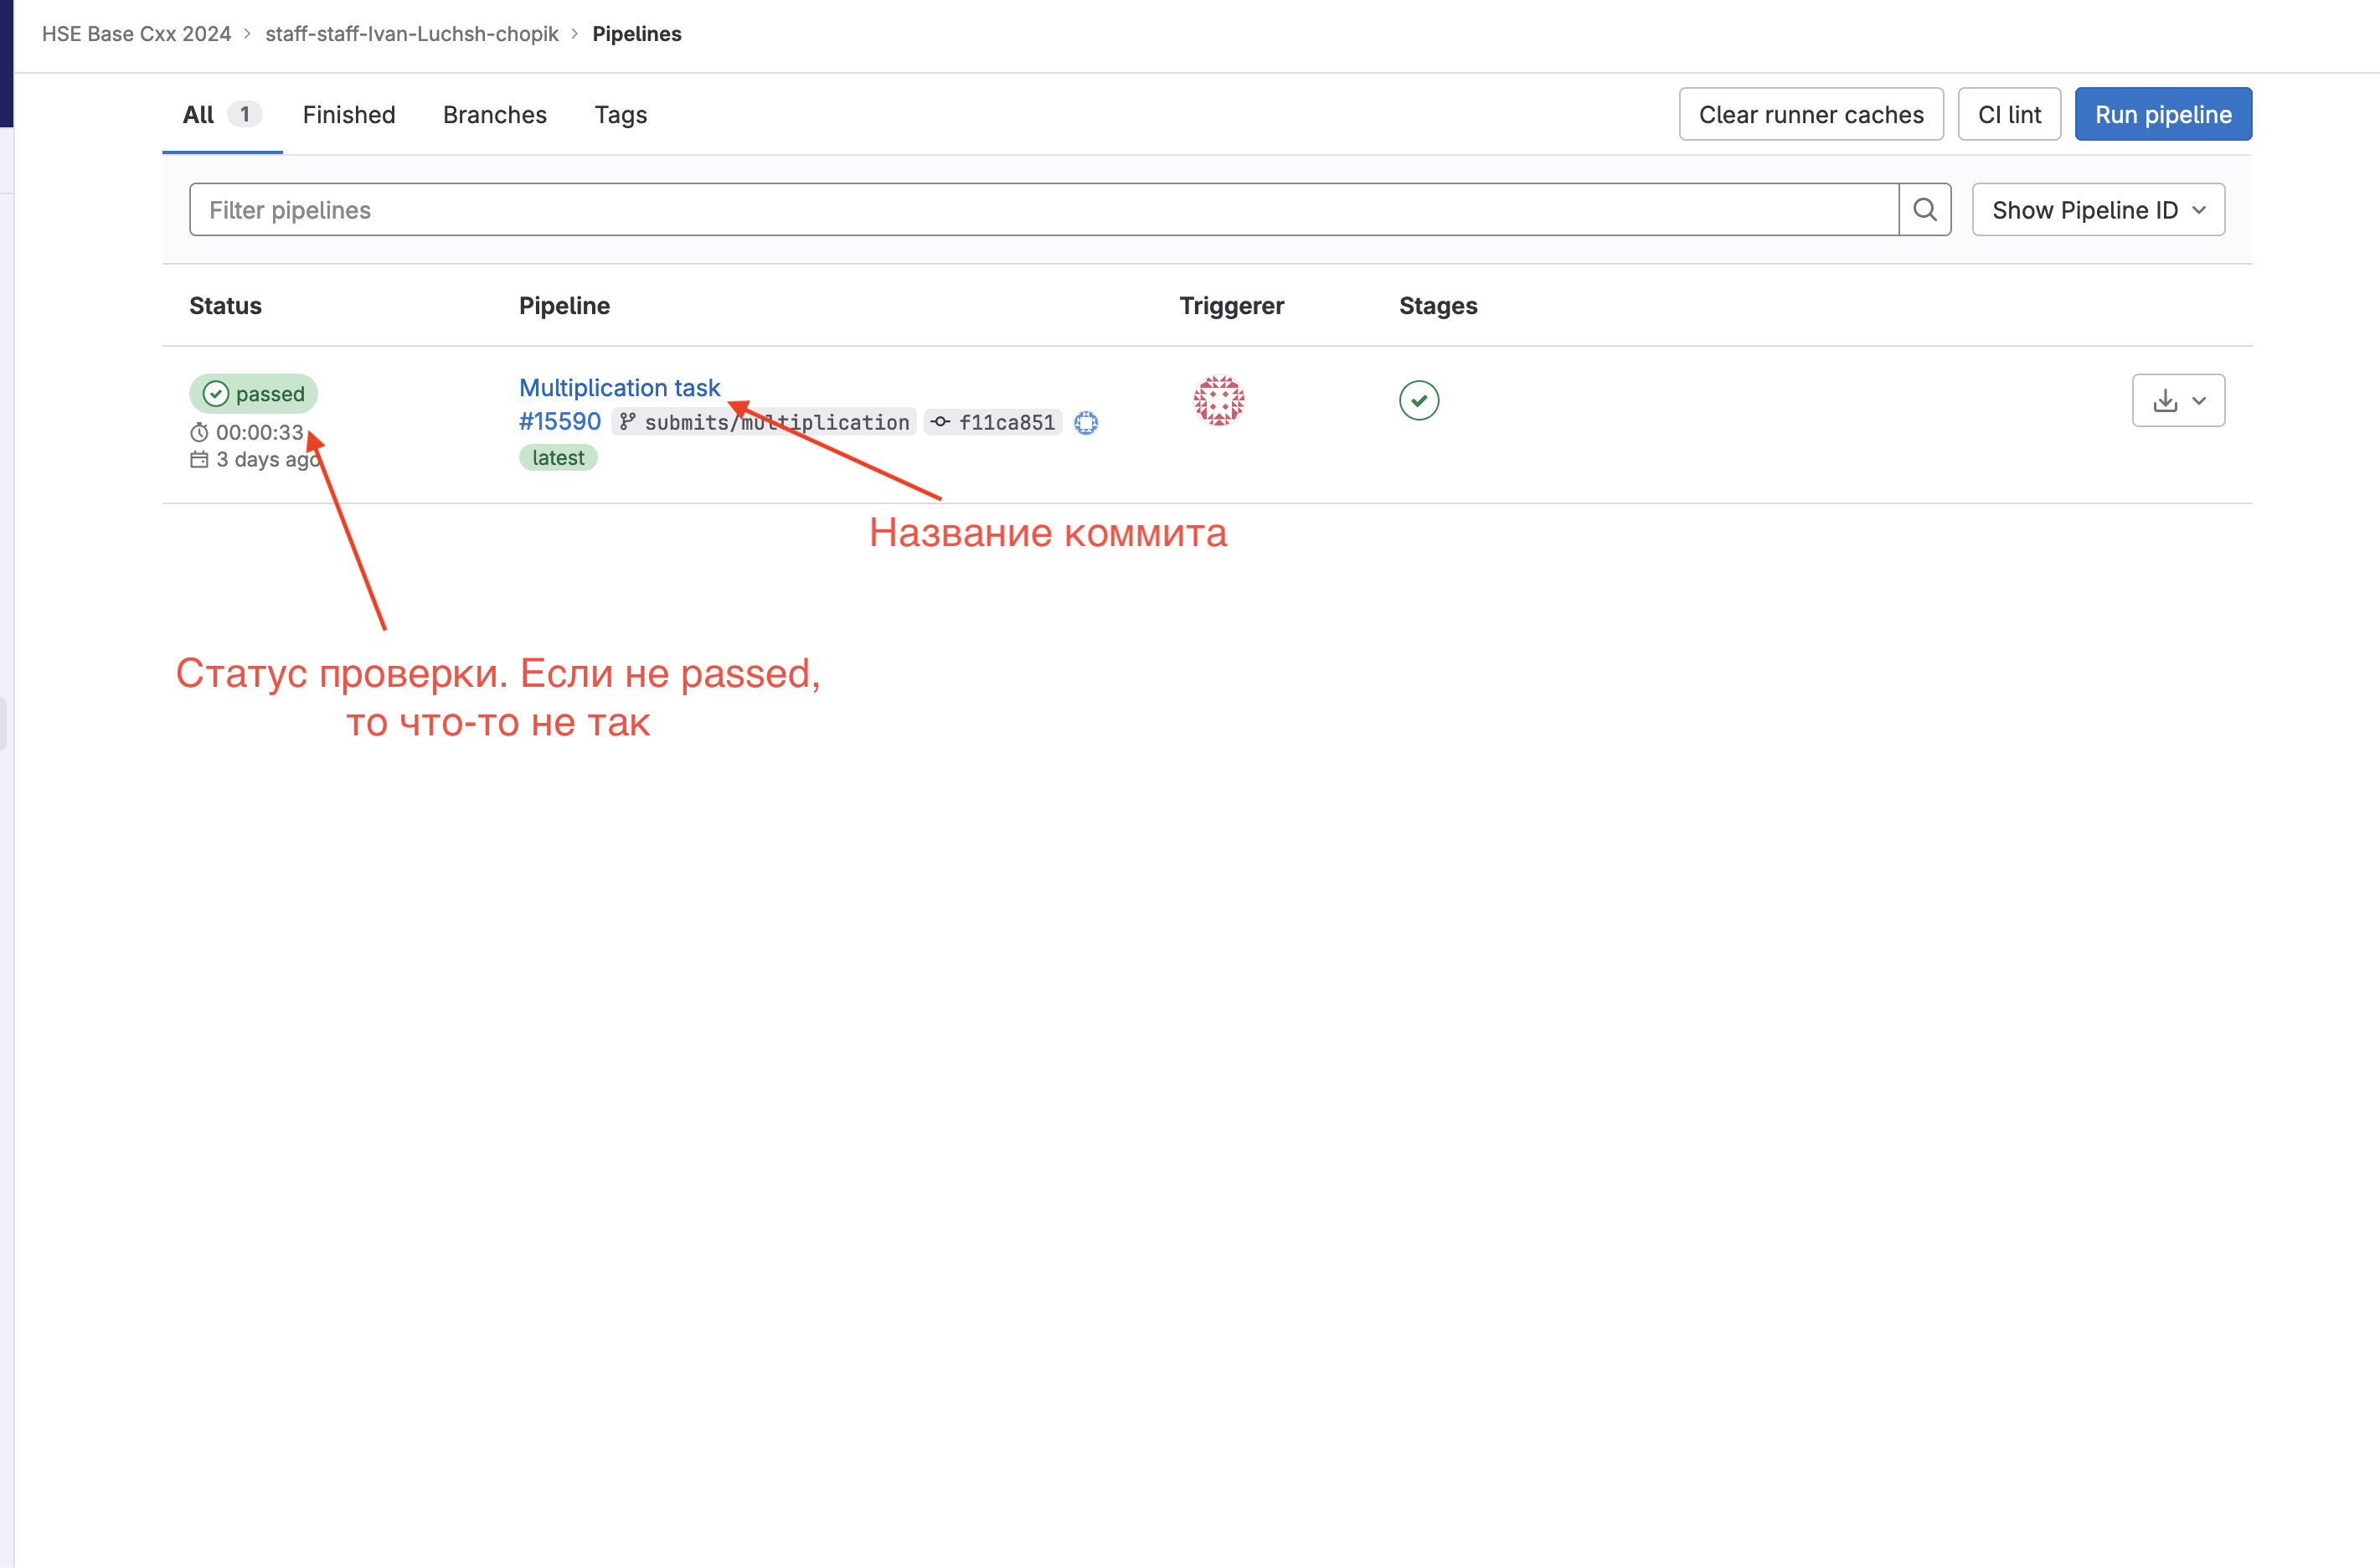 HSE Base Cxx 2024 > staff-staff-Ivan-Luchsh-chopik > Pipelines
All 1 Finished Branches Tags Clear runner caches CI lint Run pipeline
Filter pipelines Show Pipeline ID
Status Pipeline Triggerer Stages
passed Multiplication task
00:00:33 #15590 submits/multiplication f11ca851
3 days ago latest
Название коммита
Статус проверки. Если не passed,
то что-то не так